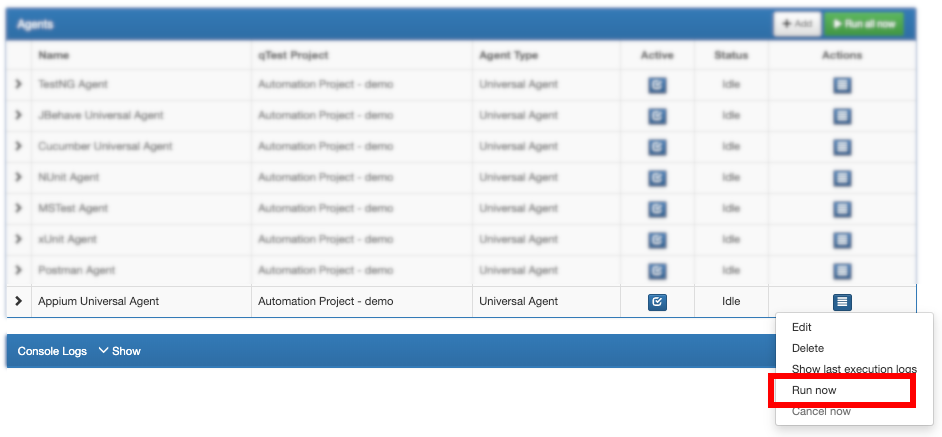 Agents
Add Run all now
Name qTest Project Agent Type Active Status Actions
TestNG Agent Automation Project - demo Universal Agent Idle
JBehave Universal Agent Automation Project - demo Universal Agent Idle
Cucumber Universal Agent Automation Project - demo Universal Agent Idle
NUnit Agent Automation Project - demo Universal Agent Idle
MSTest Agent Automation Project - demo Universal Agent Idle
xUnit Agent Automation Project - demo Universal Agent Idle
Postman Agent Automation Project - demo Universal Agent Idle
Appium Universal Agent Automation Project - demo Universal Agent Idle
Console Logs Show
Edit
Delete
Show last execution logs
Run now
Cancel now